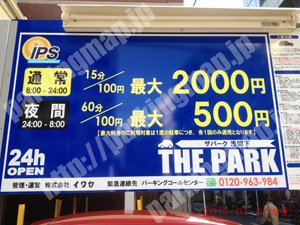 iPS
通常 15分/100円 最大 2000円
8:00 - 24:00
夜間 60分/100円 最大 500円
24:00 - 8:00
【最大料金のご利用時は1度の駐車につき、各1回のみ適用となります】
24h ザパーク 浅間下
OPEN THE PARK
管理・運営 株式会社 イワセ 緊急連絡先 パーキングコールセンター 0120-963-984